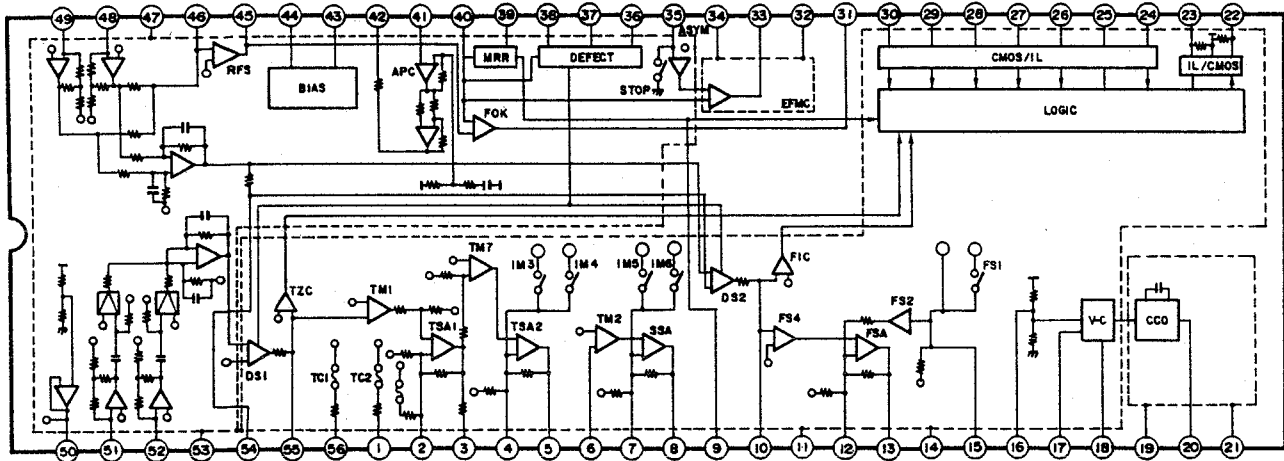 49 48 47 46 45 44 43 42 41 40 39 38 37 36 35 34 33 32 31 30 29 28 27 26 25 24 23 22
ASYM
RFS
BIAS
APC
MRR
DEFECT
STOP
FOK
EFMC
CMOS/IL
IL/CMOS
LOGIC
TM7
IM3
IM4
IM5
IM6
FIC
FS1
TZC
TM1
TSA1
TSA2
TM2
SSA
DS2
FS4
FS2
FSA
V-C
CCO
DS1
TC1
TC2
50 51 52 53 54 55 56 1 2 3 4 5 6 7 8 9 10 11 12 13 14 15 16 17 18 19 20 21